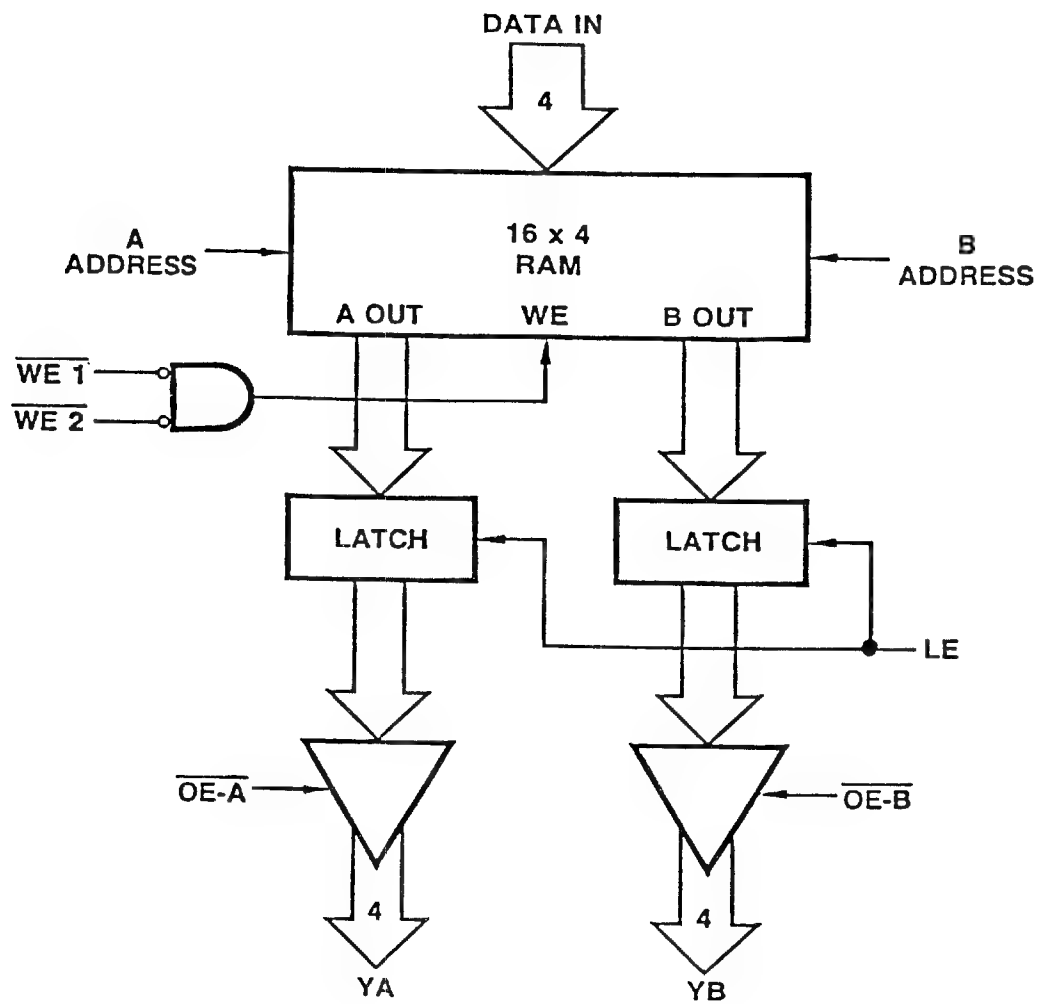 DATA IN
4
A
ADDRESS
16 x 4
RAM
B
ADDRESS
A OUT
WE
B OUT
WE 1
WE 2
LATCH
LATCH
LE
OE-A
OE-B
4
4
YA
YB